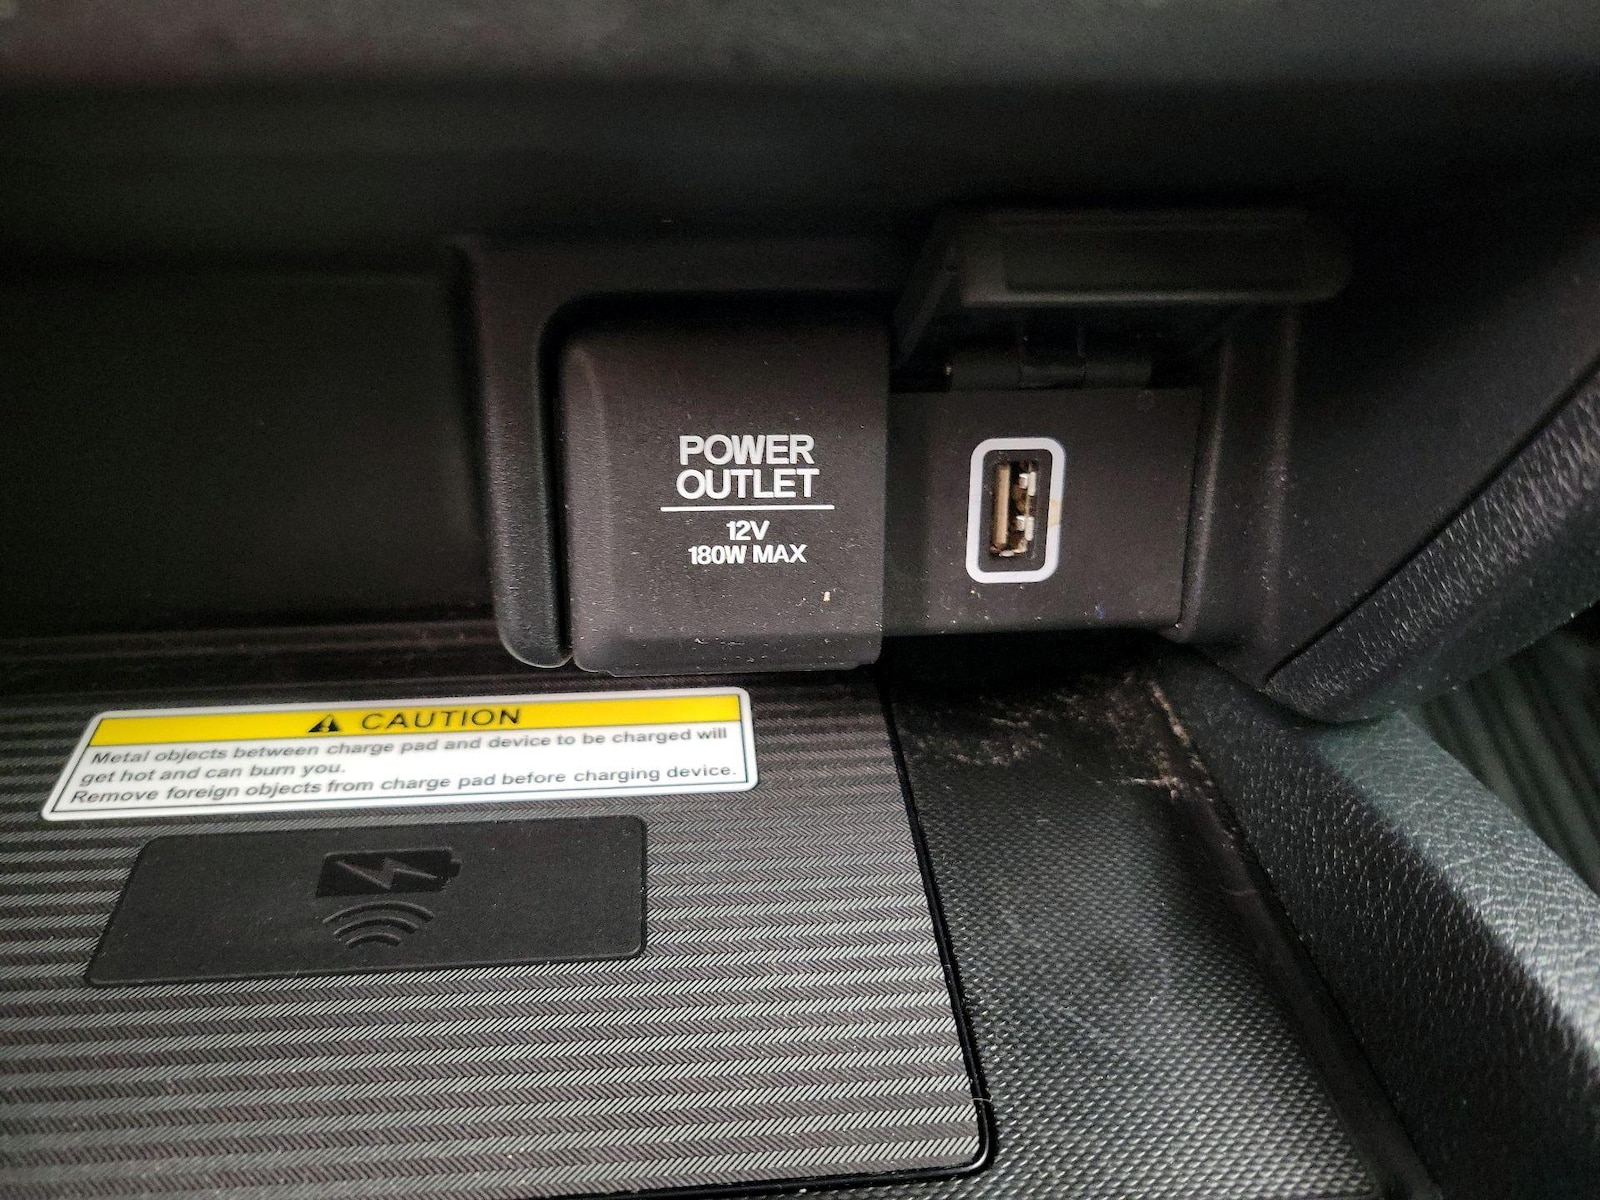 POWER
OUTLET
12V
180W MAX
CAUTION
Metal objects between charge pad and device to be charged will
get hot and can burn you.
Remove foreign objects from charge pad before charging device.